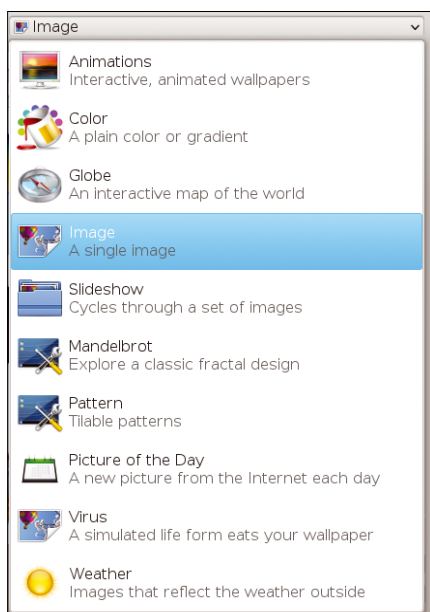 Image
Animations
Interactive, animated wallpapers
Color
A plain color or gradient
Globe
An interactive map of the world
Image
A single image
Slideshow
Cycles through a set of images
Mandelbrot
Explore a classic fractal design
Pattern
Tilable patterns
Picture of the Day
A new picture from the Internet each day
Virus
A simulated life form eats your wallpaper
Weather
Images that reflect the weather outside